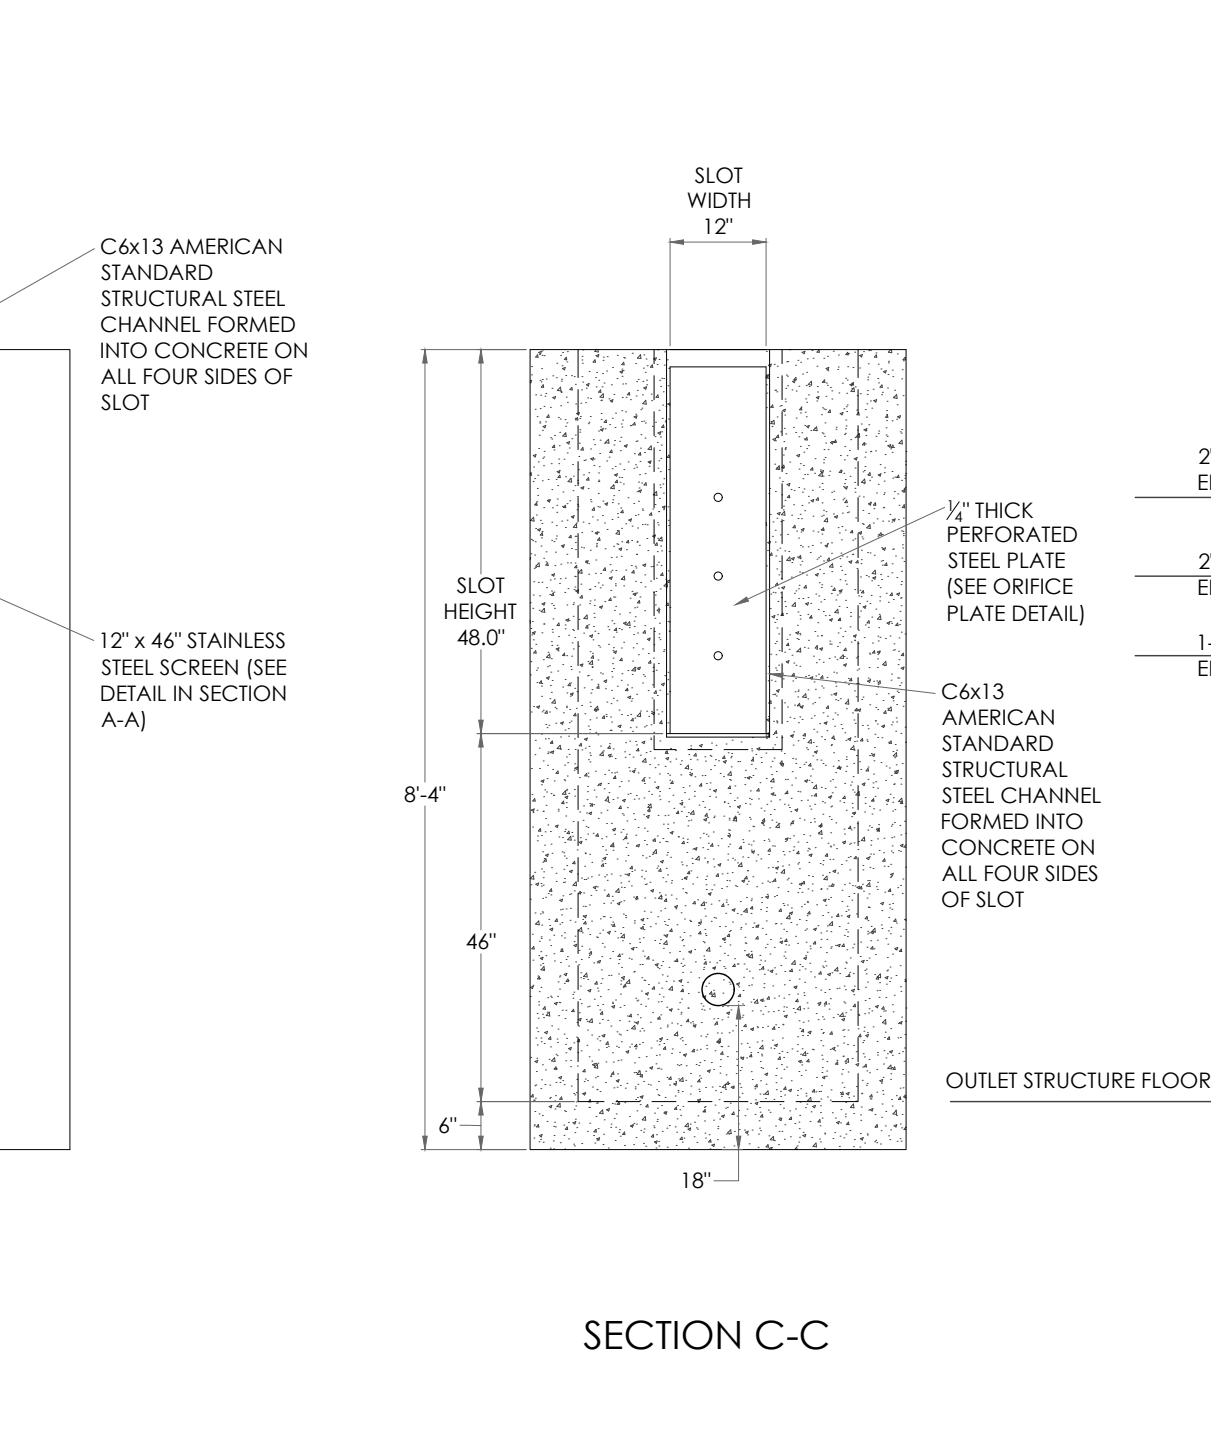 SLOT
WIDTH
12"
C6x13 AMERICAN
STANDARD
STRUCTURAL STEEL
CHANNEL FORMED
INTO CONCRETE ON
ALL FOUR SIDES OF
SLOT
12" x 46" STAINLESS
STEEL SCREEN (SEE
DETAIL IN SECTION
A-A)
SLOT
HEIGHT
48.0"
8'-4"
46"
6"
18"
¼" THICK
PERFORATED
STEEL PLATE
(SEE ORIFICE
PLATE DETAIL)
C6x13
AMERICAN
STANDARD
STRUCTURAL
STEEL CHANNEL
FORMED INTO
CONCRETE ON
ALL FOUR SIDES
OF SLOT
OUTLET STRUCTURE FLOOR
SECTION C-C